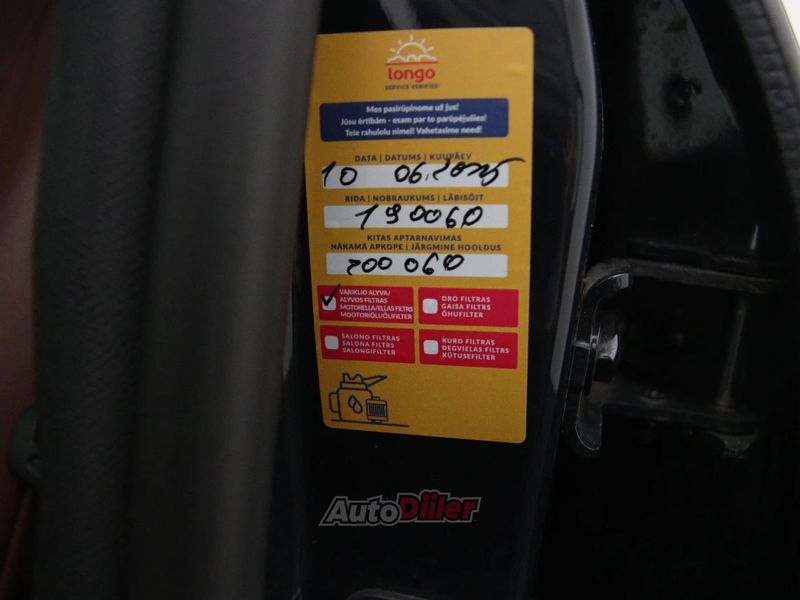 longo
SERVICE VERIFIED
Mes pasirūpinome už jus!
Jūsu ērtībām - esam par to parūpējušies!
Teie rahulolu nimel! Vahetasime need!
DATA | DATUMS | KUUPÄEV
10 06.2025
RIDA | NOBRAUKUMS | LÄBISÕIT
190060
KITAS APTARNAVIMAS
NĀKAMĀ APKOPE | JÄRGMINE HOOLDUS
200060
VARIKLIO ALYVA/
ALYVOS FILTRAS
MOTOREĻĻA/EĻĻAS FILTRS
MOOTORIÕLI/ÕLIFILTER
ORO FILTRAS
GAISA FILTRS
ÕHUFILTER
SALONO FILTRAS
SALONA FILTRS
SALONGIFILTER
KURO FILTRAS
DEGVIELAS FILTRS
KÜTUSEFILTER
AutoDiiler